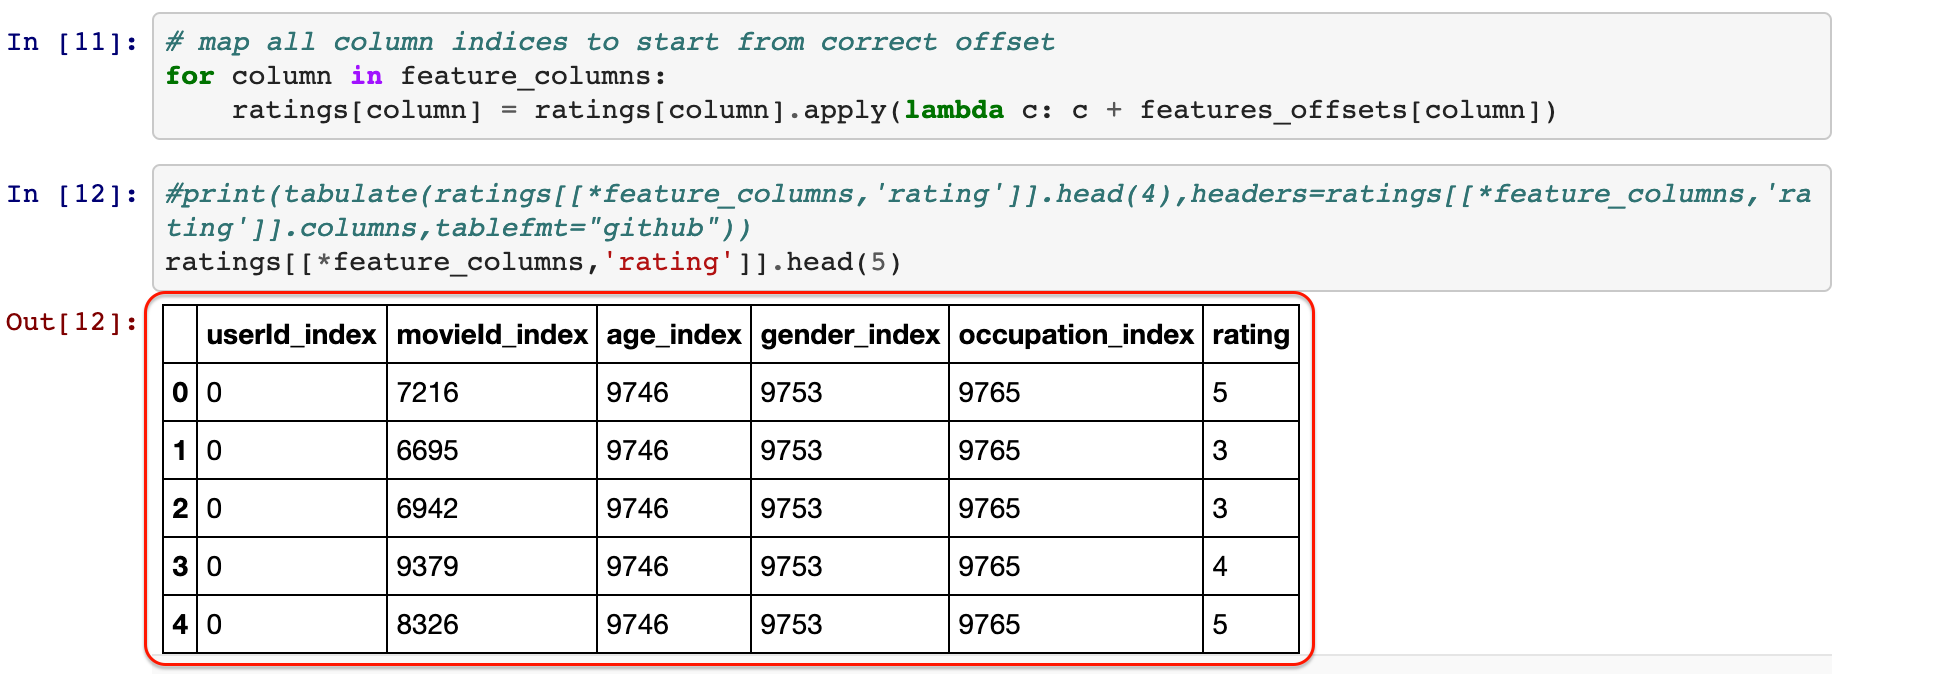 In [11]: # map all column indices to start from correct offset
for column in feature_columns:
    ratings[column] = ratings[column].apply(lambda c: c + features_offsets[column])
In [12]: #print(tabulate(ratings[[*feature_columns,'rating']].head(4),headers=ratings[[*feature_columns,'ra
ting']].columns,tablefmt="github"))
ratings[[*feature_columns,'rating']].head(5)
Out[12]:
userId_index movieId_index age_index gender_index occupation_index rating
0 0 7216 9746 9753 9765 5
1 0 6695 9746 9753 9765 3
2 0 6942 9746 9753 9765 3
3 0 9379 9746 9753 9765 4
4 0 8326 9746 9753 9765 5